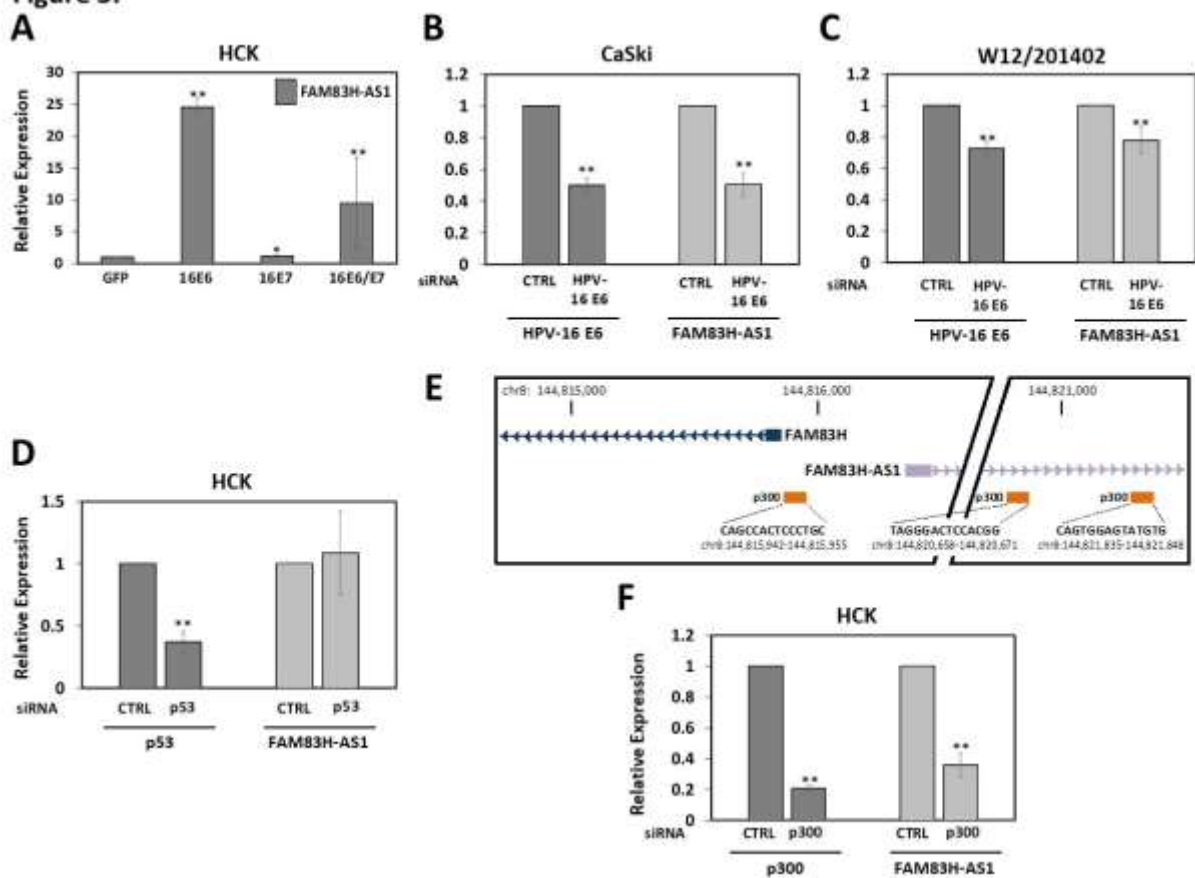 Figure 3.
A
HCK
Relative Expression
30
25
20
15
10
5
0
FAM83H-AS1
**
*
**
GFP 16E6 16E7 16E6/E7
B
CaSki
1.2
1
0.8
0.6
0.4
0.2
0
**
**
siRNA
CTRL HPV-16 E6 CTRL HPV-16 E6
HPV-16 E6 FAM83H-AS1
C
W12/201402
1.2
1
0.8
0.6
0.4
0.2
0
**
**
siRNA
CTRL HPV-16 E6 CTRL HPV-16 E6
HPV-16 E6 FAM83H-AS1
D
HCK
Relative Expression
1.5
1
0.5
0
**
siRNA CTRL p53 CTRL p53
p53 FAM83H-AS1
E
chr8: 144,815,000 144,816,000 144,821,000
FAM83H
FAM83H-AS1
p300 p300 p300
CAGCCACTCCCTGC TAGGGACTCCACGG CAGTGGAGTATGTG
chr8:144,815,942-144,815,955 chr8:144,820,658-144,820,671 chr8:144,821,835-144,821,848
F
HCK
Relative Expression
1.2
1
0.8
0.6
0.4
0.2
0
**
**
siRNA CTRL p300 CTRL p300
p300 FAM83H-AS1